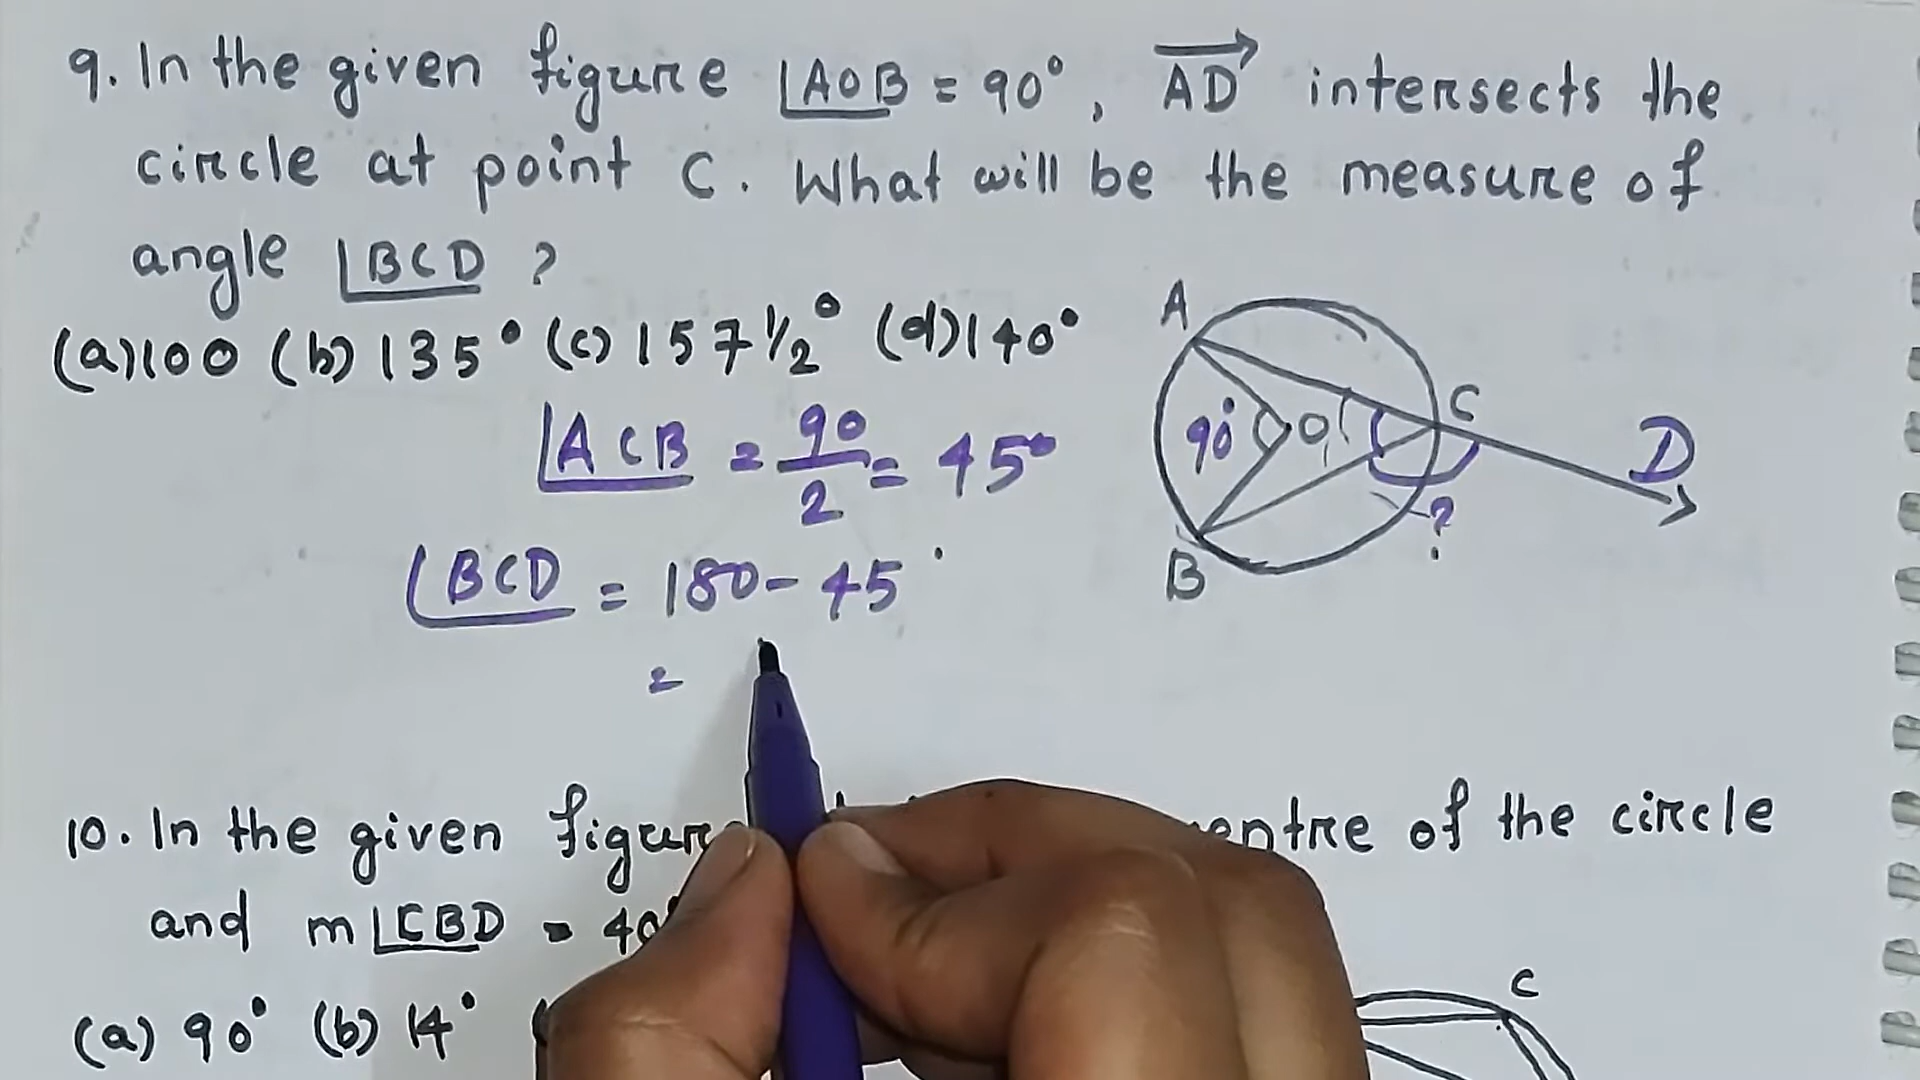 9. In the given figure ∠AOB = 90°, AD→ intersects the
circle at point C. What will be the measure of
angle ∠BCD ?
(a) 100 (b) 135° (c) 157 1/2° (d) 140°
∠ACB = 90/2 = 45°
∠BCD = 180 - 45
=
A
90°
O
C
D
?
B
10. In the given centre of the circle
and m∠CBD = 40
(a) 90° (b) 14°
C